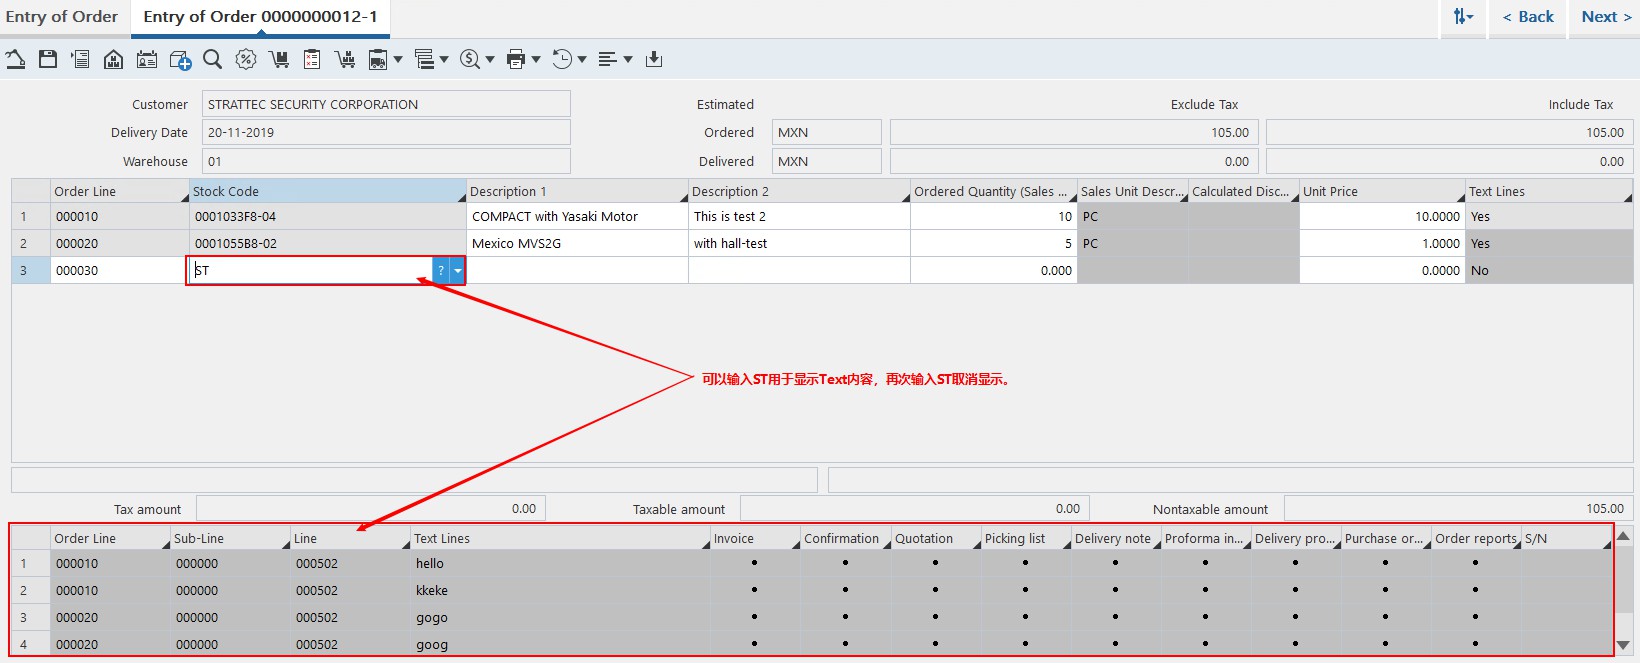 Entry of Order Entry of Order 0000000012-1 < Back Next >
Customer STRATTEC SECURITY CORPORATION Estimated Exclude Tax Include Tax
Delivery Date 20-11-2019 Ordered MXN 105.00 105.00
Warehouse 01 Delivered MXN 0.00 0.00
Order Line Stock Code Description 1 Description 2 Ordered Quantity (Sales ... Sales Unit Descr... Calculated Disc... Unit Price Text Lines
1 000010 0001033F8-04 COMPACT with Yasaki Motor This is test 2 10 PC 10.0000 Yes
2 000020 0001055B8-02 Mexico MVS2G with hall-test 5 PC 1.0000 Yes
3 000030 ST ? 0.000 0.0000 No
可以输入ST用于显示Text内容，再次输入ST取消显示。
Tax amount 0.00 Taxable amount 0.00 Nontaxable amount 105.00
Order Line Sub-Line Line Text Lines Invoice Confirmation Quotation Picking list Delivery note Proforma in... Delivery pro... Purchase or... Order reports S/N
1 000010 000000 000502 hello • • • • • • • • •
2 000010 000000 000502 kkeke • • • • • • • • •
3 000020 000000 000502 gogo • • • • • • • • •
4 000020 000000 000502 goog • • • • • • • • •